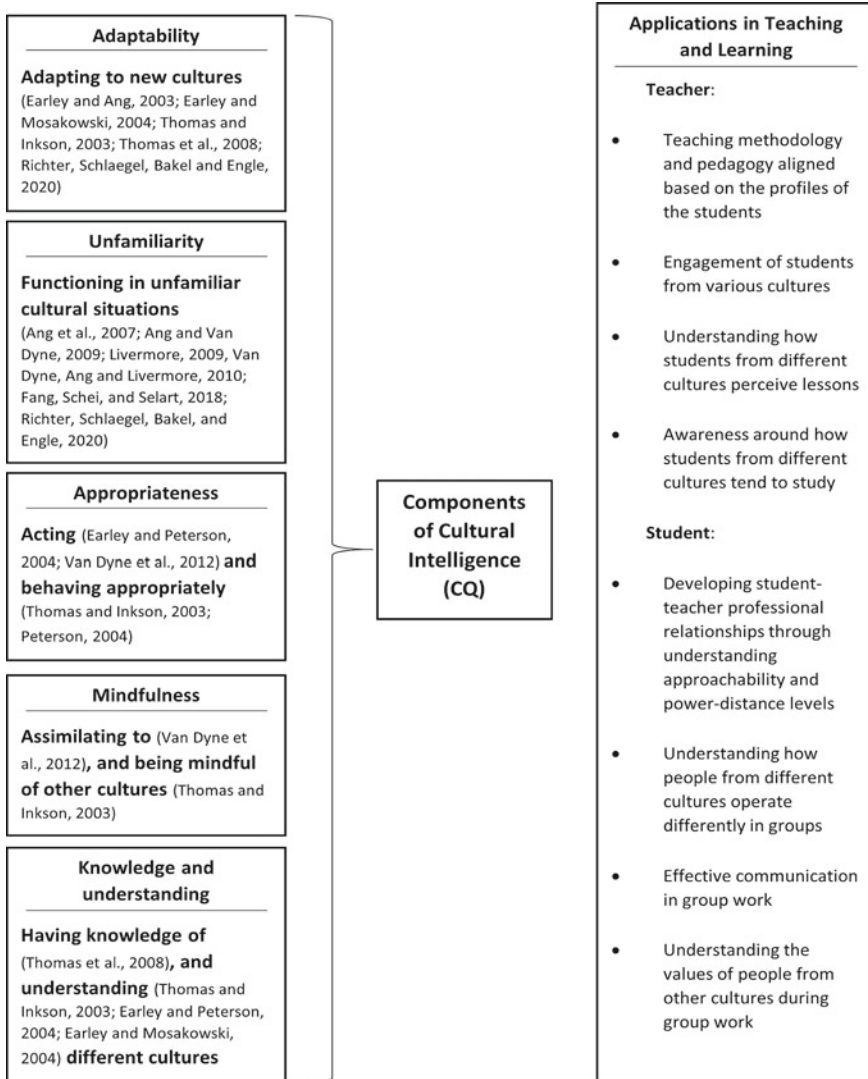 Adaptability
Adapting to new cultures
(Earley and Ang, 2003; Earley and
Mosakowski, 2004; Thomas and
Inkson, 2003; Thomas et al., 2008;
Richter, Schlaegel, Bakel and Engle,
2020)
Unfamiliarity
Functioning in unfamiliar
cultural situations
(Ang et al., 2007; Ang and Van
Dyne, 2009; Livermore, 2009, Van
Dyne, Ang and Livermore, 2010;
Fang, Schei, and Selart, 2018;
Richter, Schlaegel, Bakel, and
Engle, 2020)
Appropriateness
Acting (Earley and Peterson,
2004; Van Dyne et al., 2012) and
behaving appropriately
(Thomas and Inkson, 2003;
Peterson, 2004)
Mindfulness
Assimilating to (Van Dyne et
al., 2012), and being mindful
of other cultures (Thomas and
Inkson, 2003)
Knowledge and
understanding
Having knowledge of
(Thomas et al., 2008), and
understanding (Thomas and
Inkson, 2003; Earley and Peterson,
2004; Earley and Mosakowski,
2004) different cultures
Components
of Cultural
Intelligence
(CQ)
Applications in Teaching
and Learning
Teacher:
• Teaching methodology
and pedagogy aligned
based on the profiles of
the students
• Engagement of students
from various cultures
• Understanding how
students from different
cultures perceive lessons
• Awareness around how
students from different
cultures tend to study
Student:
• Developing student-
teacher professional
relationships through
understanding
approachability and
power-distance levels
• Understanding how
people from different
cultures operate
differently in groups
• Effective communication
in group work
• Understanding the
values of people from
other cultures during
group work